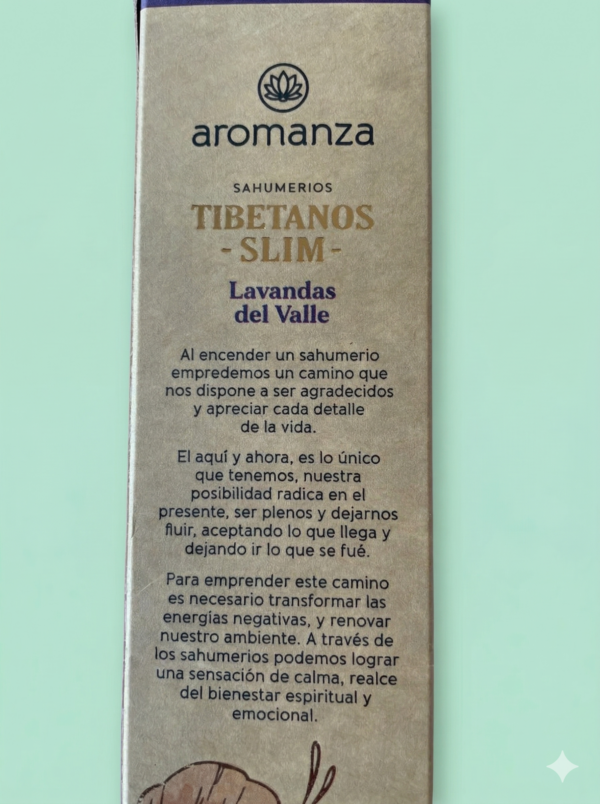 aromanza
SAHUMERIOS
TIBETANOS
- SLIM -
Lavandas
del Valle
Al encender un sahumerio
empredemos un camino que
nos dispone a ser agradecidos
y apreciar cada detalle
de la vida.
El aquí y ahora, es lo único
que tenemos, nuestra
posibilidad radica en el
presente, ser plenos y dejarnos
fluir, aceptando lo que llega y
dejando ir lo que se fué.
Para emprender este camino
es necesario transformar las
energías negativas, y renovar
nuestro ambiente. A través de
los sahumerios podemos lograr
una sensación de calma, realce
del bienestar espiritual y
emocional.